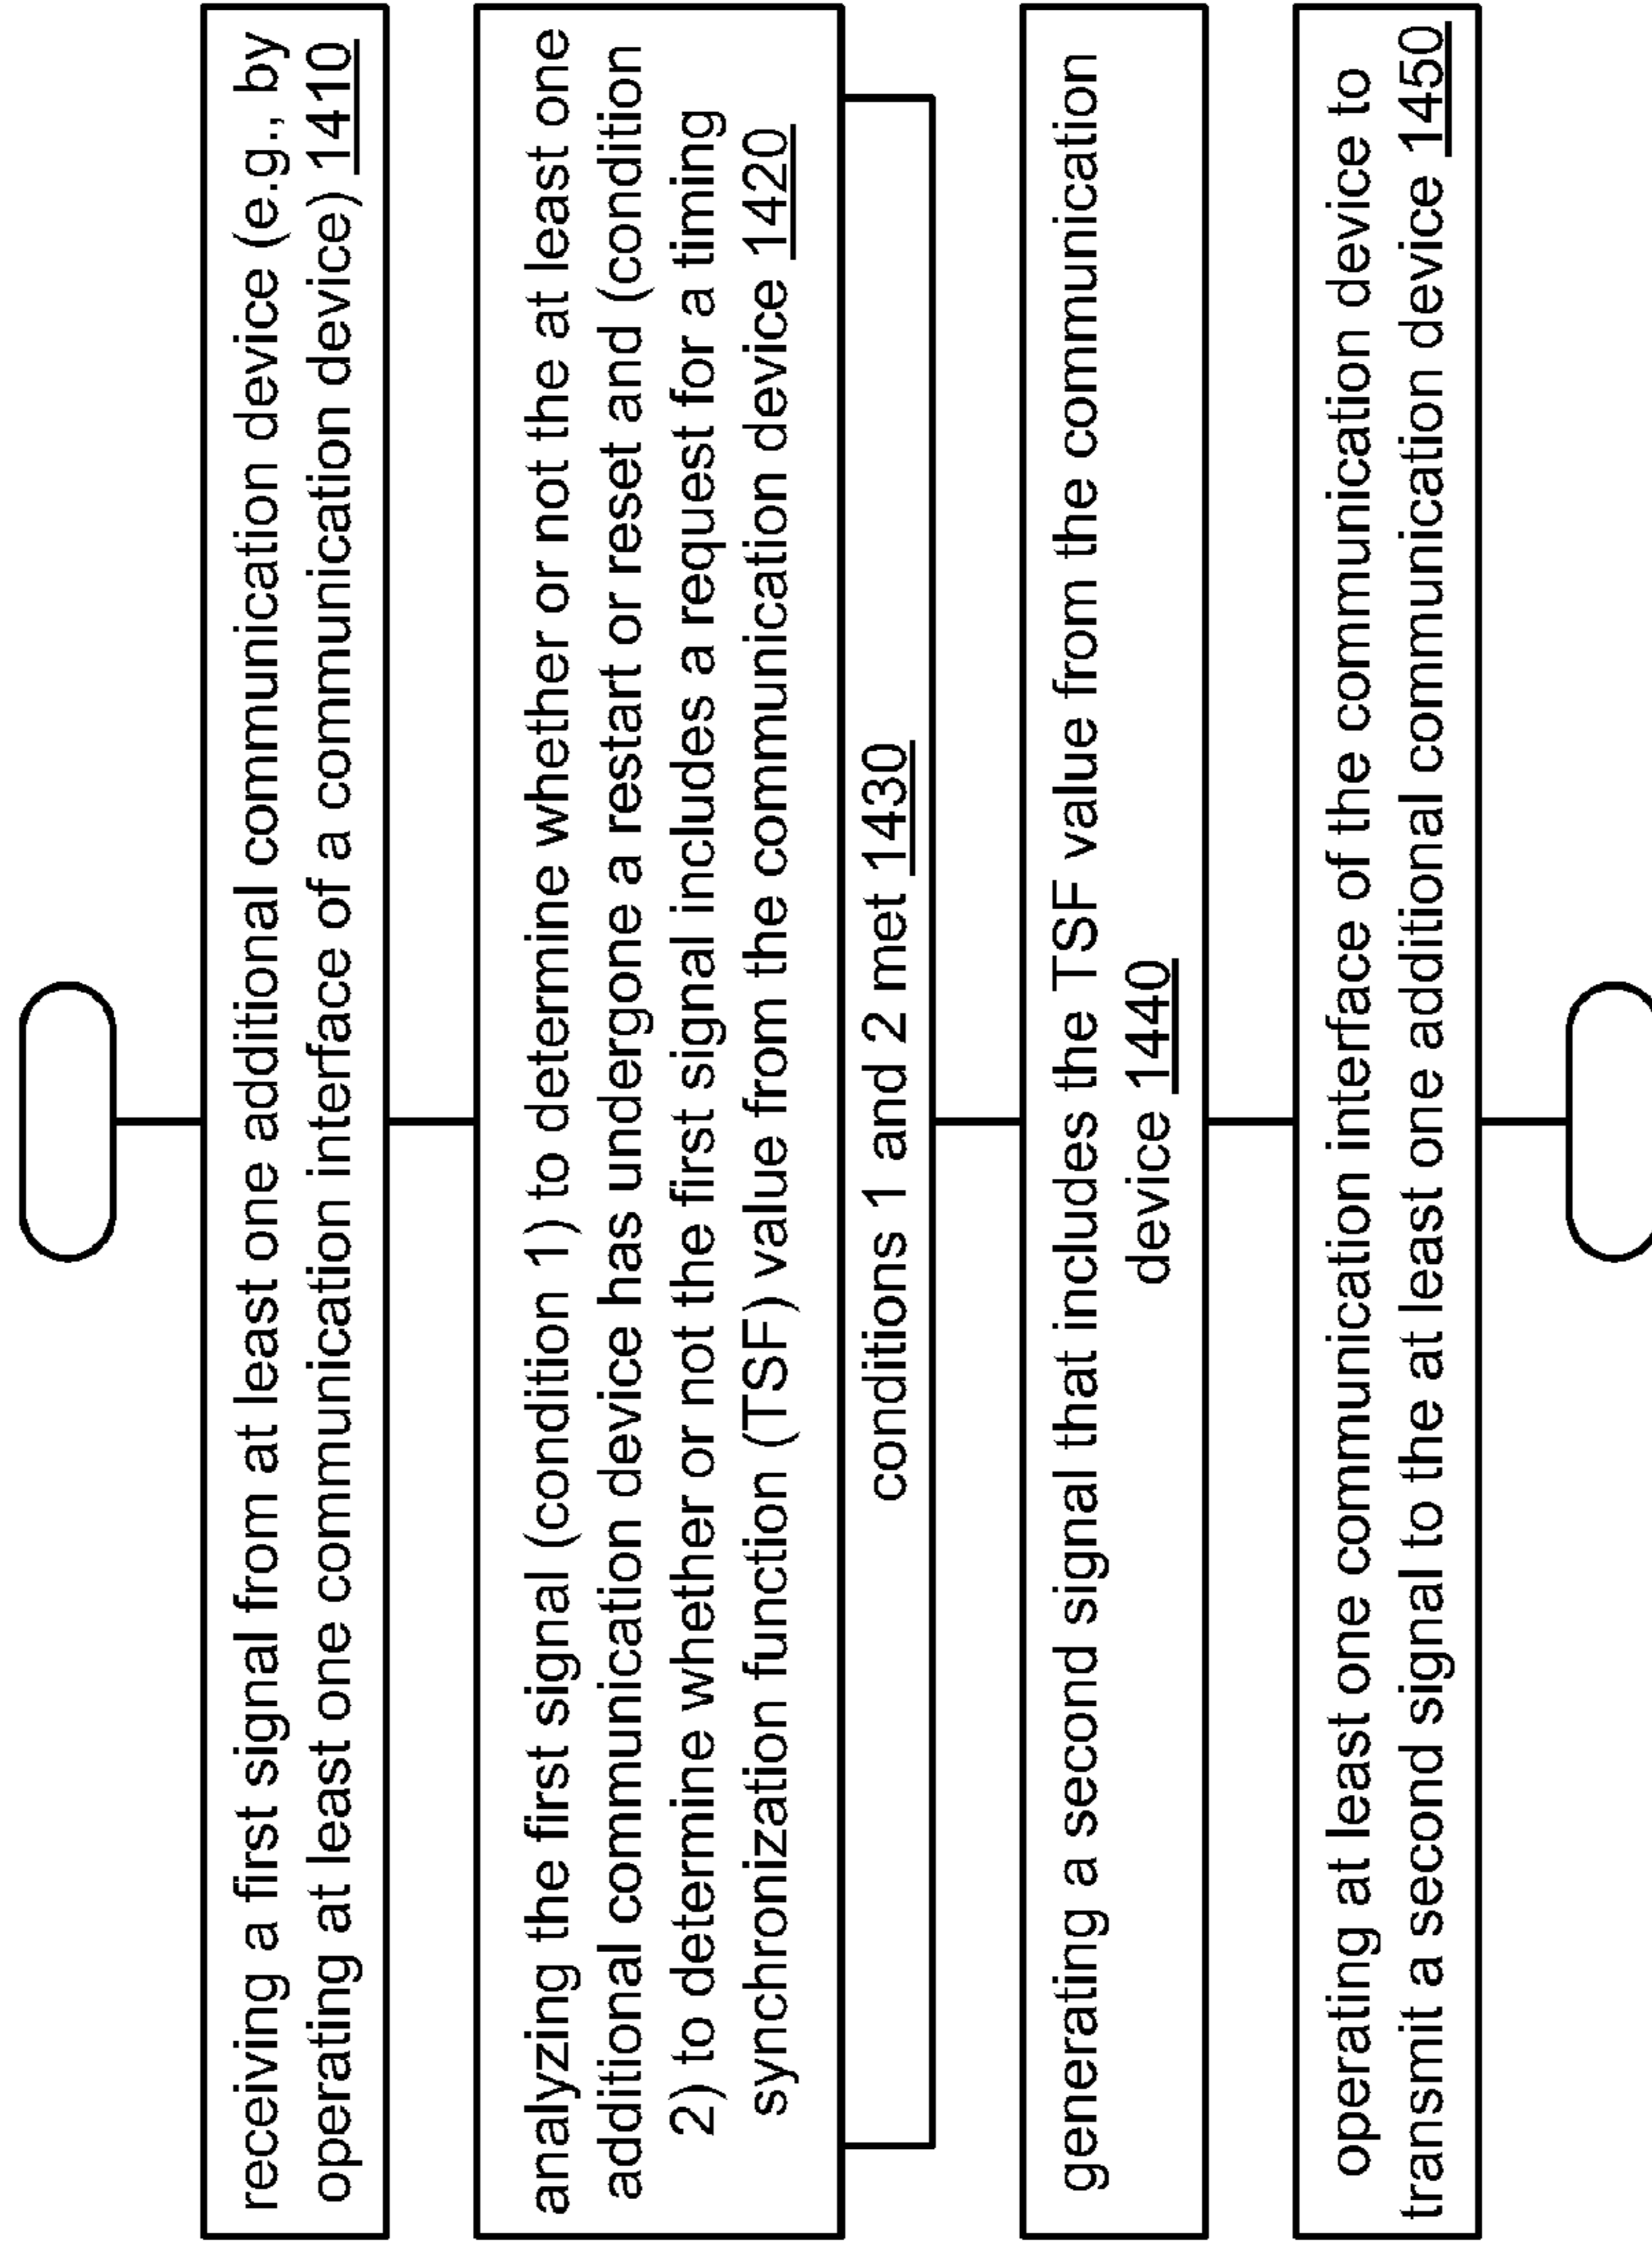 receiving a first signal from at least one additional communication device (e.g., by
operating at least one communication interface of a communication device) 1410
analyzing the first signal (condition 1) to determine whether or not the at least one
additional communication device has undergone a restart or reset and (condition
2) to determine whether or not the first signal includes a request for a timing
synchronization function (TSF) value from the communication device 1420
conditions 1 and 2 met 1430
generating a second signal that includes the TSF value from the communication
device 1440
operating at least one communication interface of the communication device to
transmit a second signal to the at least one additional communication device 1450